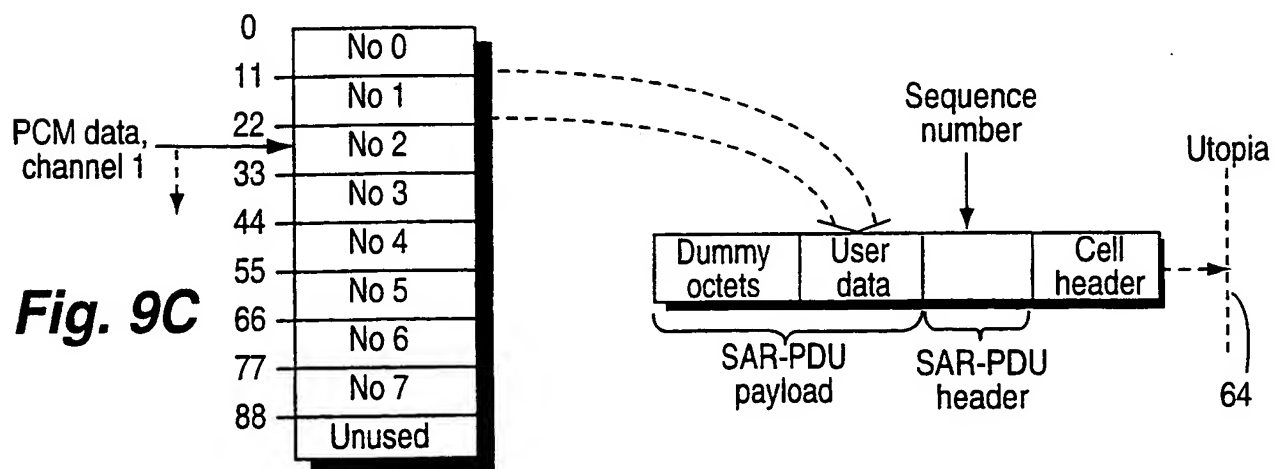 0
No 0
11
No 1
22
PCM data,
channel 1
No 2
33
No 3
44
No 4
55
No 5
66
No 6
77
No 7
88
Unused
Fig. 9C
Sequence
number
Utopia
Dummy
octets
User
data
Cell
header
SAR-PDU
payload
SAR-PDU
header
64